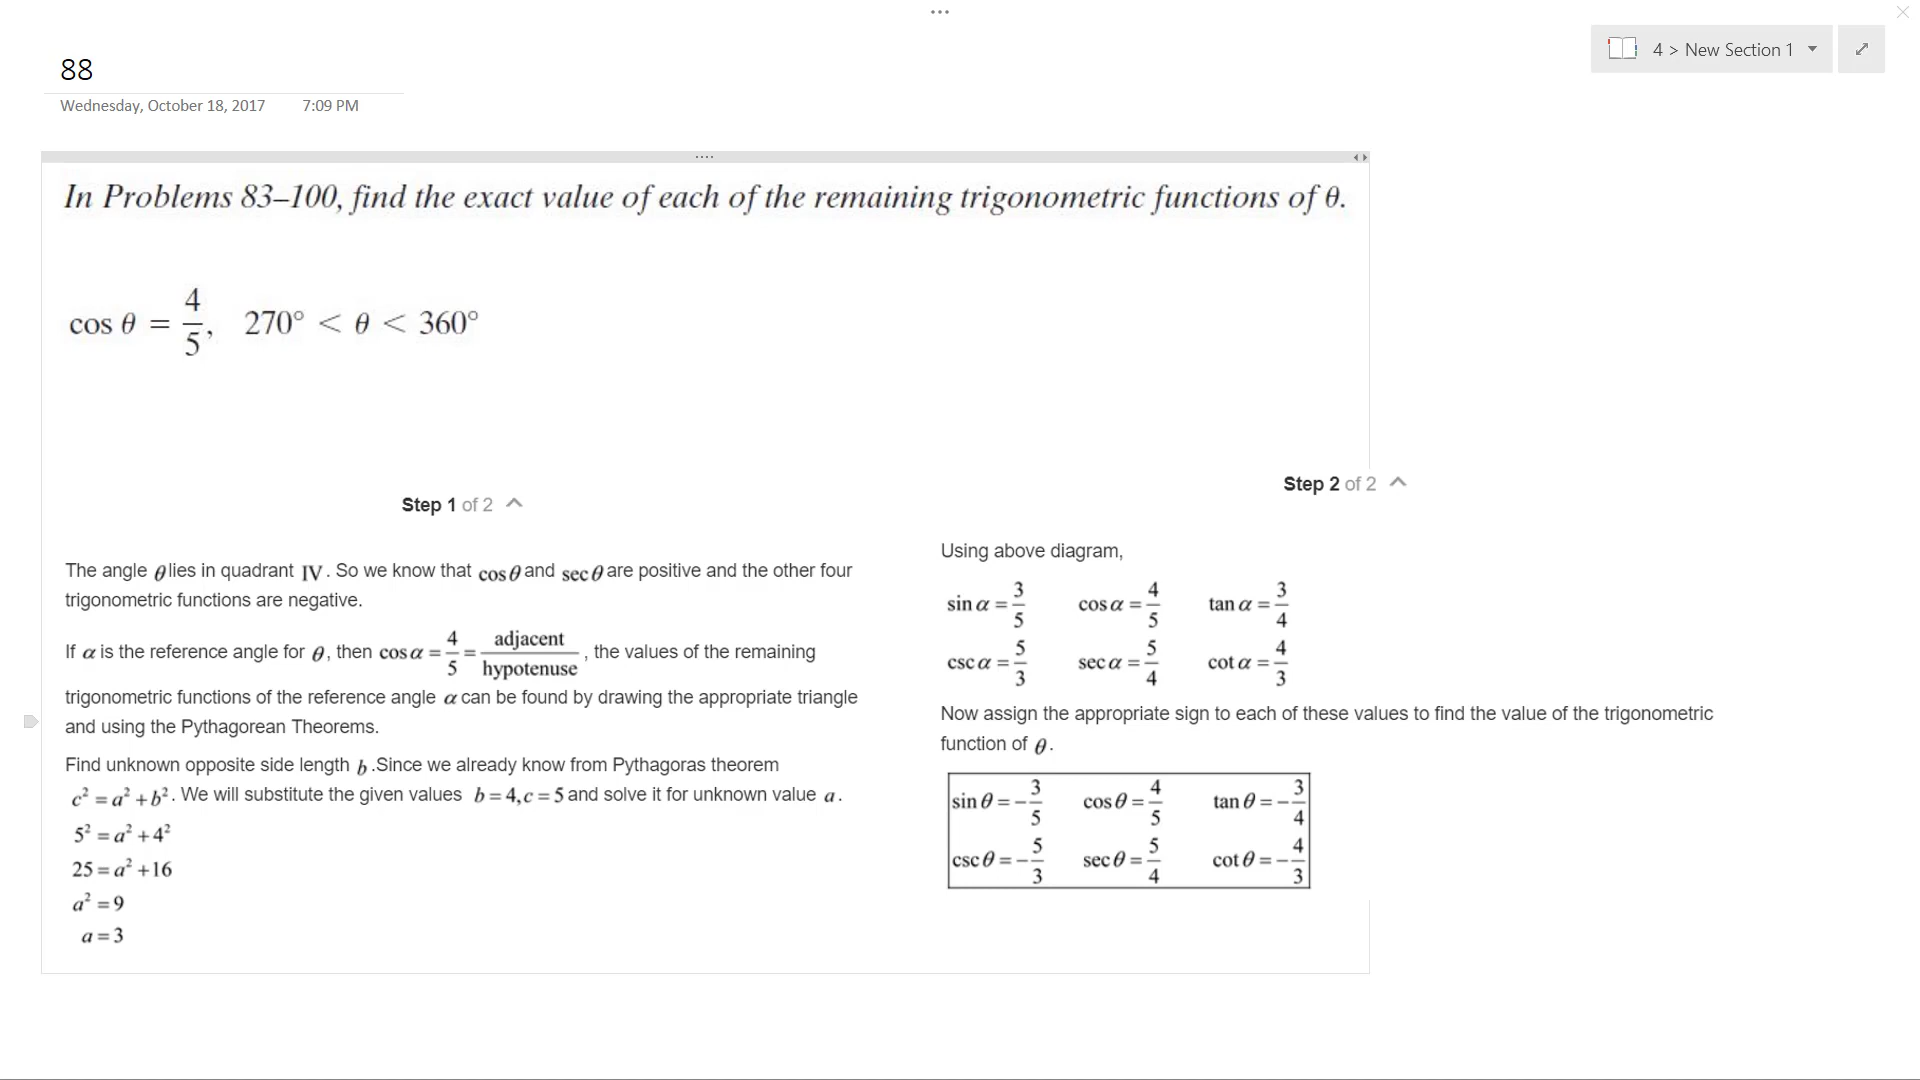 88
Wednesday, October 18, 2017 7:09 PM
4 > New Section 1
In Problems 83–100, find the exact value of each of the remaining trigonometric functions of θ.
cos θ = 4/5, 270° < θ < 360°
Step 1 of 2
The angle θ lies in quadrant IV. So we know that cos θ and sec θ are positive and the other four
trigonometric functions are negative.
If α is the reference angle for θ, then cos α = 4/5 = adjacent/hypotenuse, the values of the remaining
trigonometric functions of the reference angle α can be found by drawing the appropriate triangle
and using the Pythagorean Theorems.
Find unknown opposite side length b.Since we already know from Pythagoras theorem
c² = a² + b². We will substitute the given values b = 4, c = 5 and solve it for unknown value a.
5² = a² + 4²
25 = a² + 16
a² = 9
a = 3
Step 2 of 2
Using above diagram,
sin α = 3/5 cos α = 4/5 tan α = 3/4
csc α = 5/3 sec α = 5/4 cot α = 4/3
Now assign the appropriate sign to each of these values to find the value of the trigonometric
function of θ.
sin θ = −3/5 cos θ = 4/5 tan θ = −3/4
csc θ = −5/3 sec θ = 5/4 cot θ = −4/3